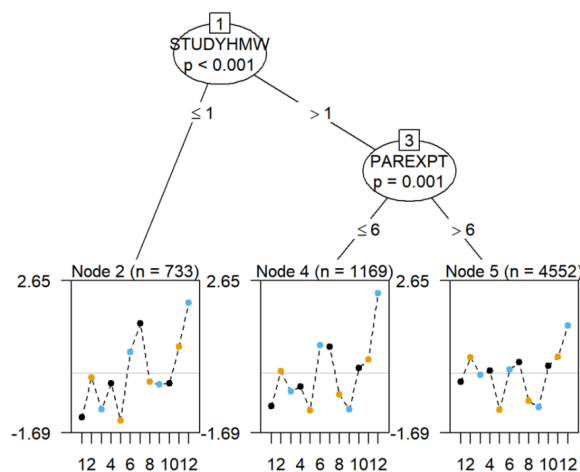 1
STUDYHMW
p < 0.001
≤ 1
> 1
3
PAREXPT
p = 0.001
≤ 6
> 6
Node 2 (n = 733)
Node 4 (n = 1169)
Node 5 (n = 4552)
2.65
2.65
2.65
-1.69
-1.69
-1.69
12 4 6 8 1012
12 4 6 8 1012
12 4 6 8 1012